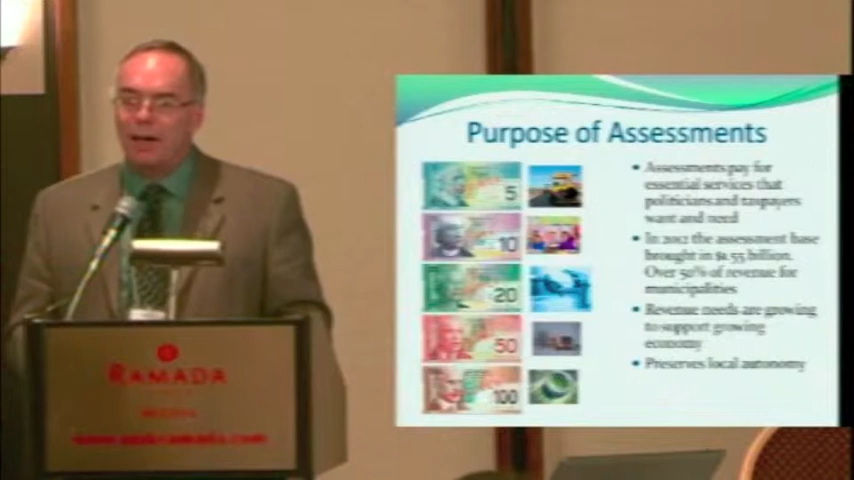 Purpose of Assessments
5
10
20
50
100
• Assessments pay for
essential services that
politicians and taxpayers
want and need
• In 2012 the assessment base
brought in $1.55 billion.
Over 50% of revenue for
municipalities
• Revenue needs are growing
to support growing
economy
• Preserves local autonomy
RAMADA